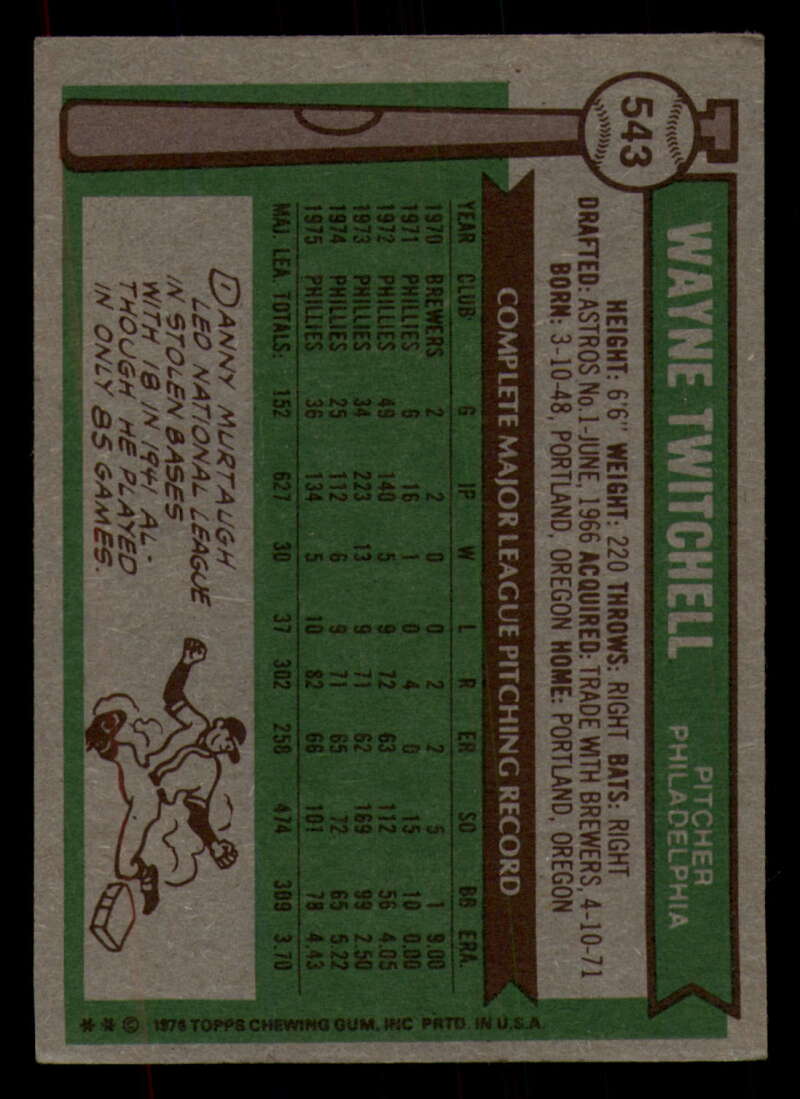 543
WAYNE TWITCHELL
PITCHER
PHILADELPHIA
HEIGHT: 6'6" WEIGHT: 220 THROWS: RIGHT BATS: RIGHT
DRAFTED: ASTROS No.1-JUNE, 1966 ACQUIRED: TRADE WITH BREWERS, 4-10-71
BORN: 3-10-48, PORTLAND, OREGON HOME: PORTLAND, OREGON
COMPLETE MAJOR LEAGUE PITCHING RECORD
YEAR CLUB G IP W L R ER SO BB ERA.
1970 BREWERS 2 2 0 0 2 2 5 1 9.00
1971 PHILLIES 6 16 1 0 4 0 15 10 0.00
1972 PHILLIES 49 140 5 9 72 63 112 56 4.05
1973 PHILLIES 34 223 13 9 71 62 169 99 2.50
1974 PHILLIES 25 112 6 9 71 65 72 65 5.22
1975 PHILLIES 36 134 5 10 82 66 101 78 4.43
MAJ. LEA. TOTALS: 152 627 30 37 302 258 474 309 3.70
DANNY MURTAUGH
LED NATIONAL LEAGUE
IN STOLEN BASES
WITH 18 IN 1941 AL-
THOUGH HE PLAYED
IN ONLY 85 GAMES.
** © 1976 TOPPS CHEWING GUM, INC PRTD. IN U.S.A.